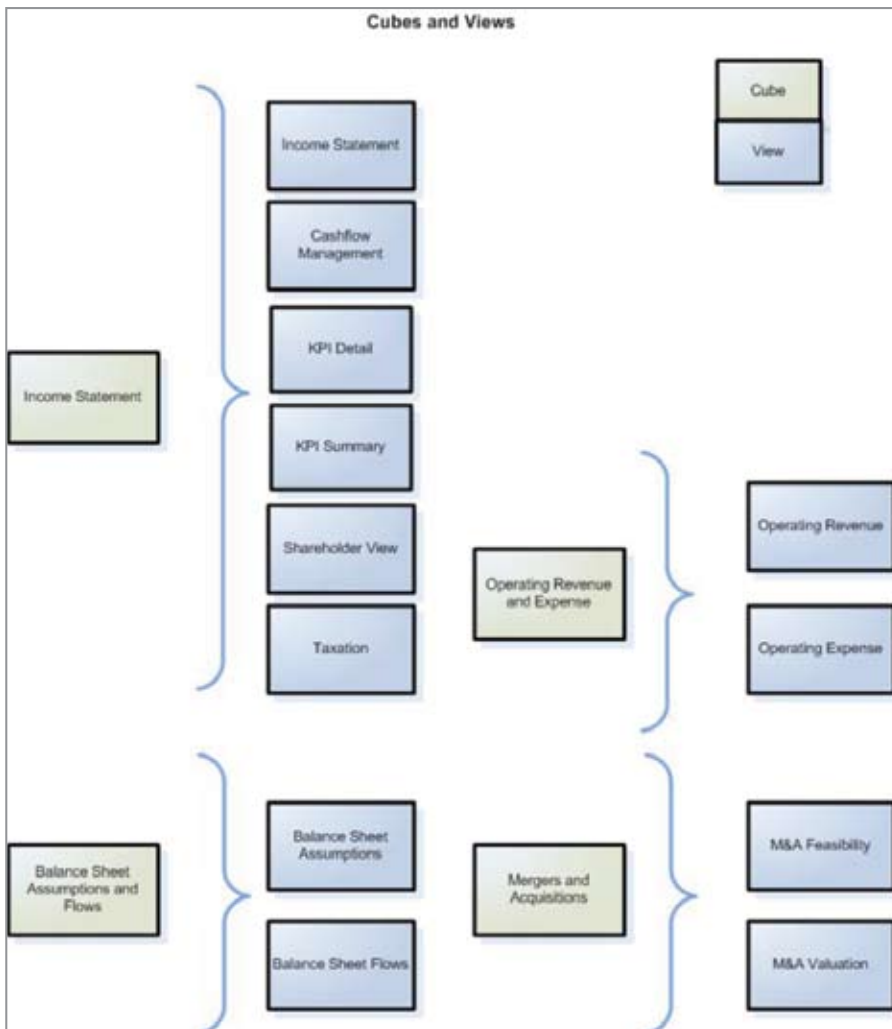 Cubes and Views
Cube
View
Income Statement
Income Statement
Cashflow
Management
KPI Detail
KPI Summary
Shareholder View
Taxation
Operating Revenue
and Expense
Operating Revenue
Operating Expense
Balance Sheet
Assumptions and
Flows
Balance Sheet
Assumptions
Balance Sheet Flows
Mergers and
Acquisitions
M&A Feasibility
M&A Valuation